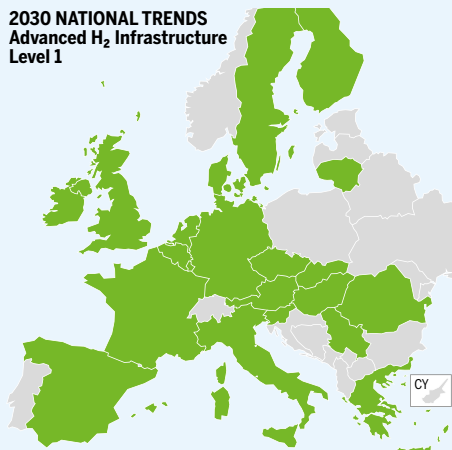 2030 NATIONAL TRENDS
Advanced H₂ Infrastructure
Level 1
CY